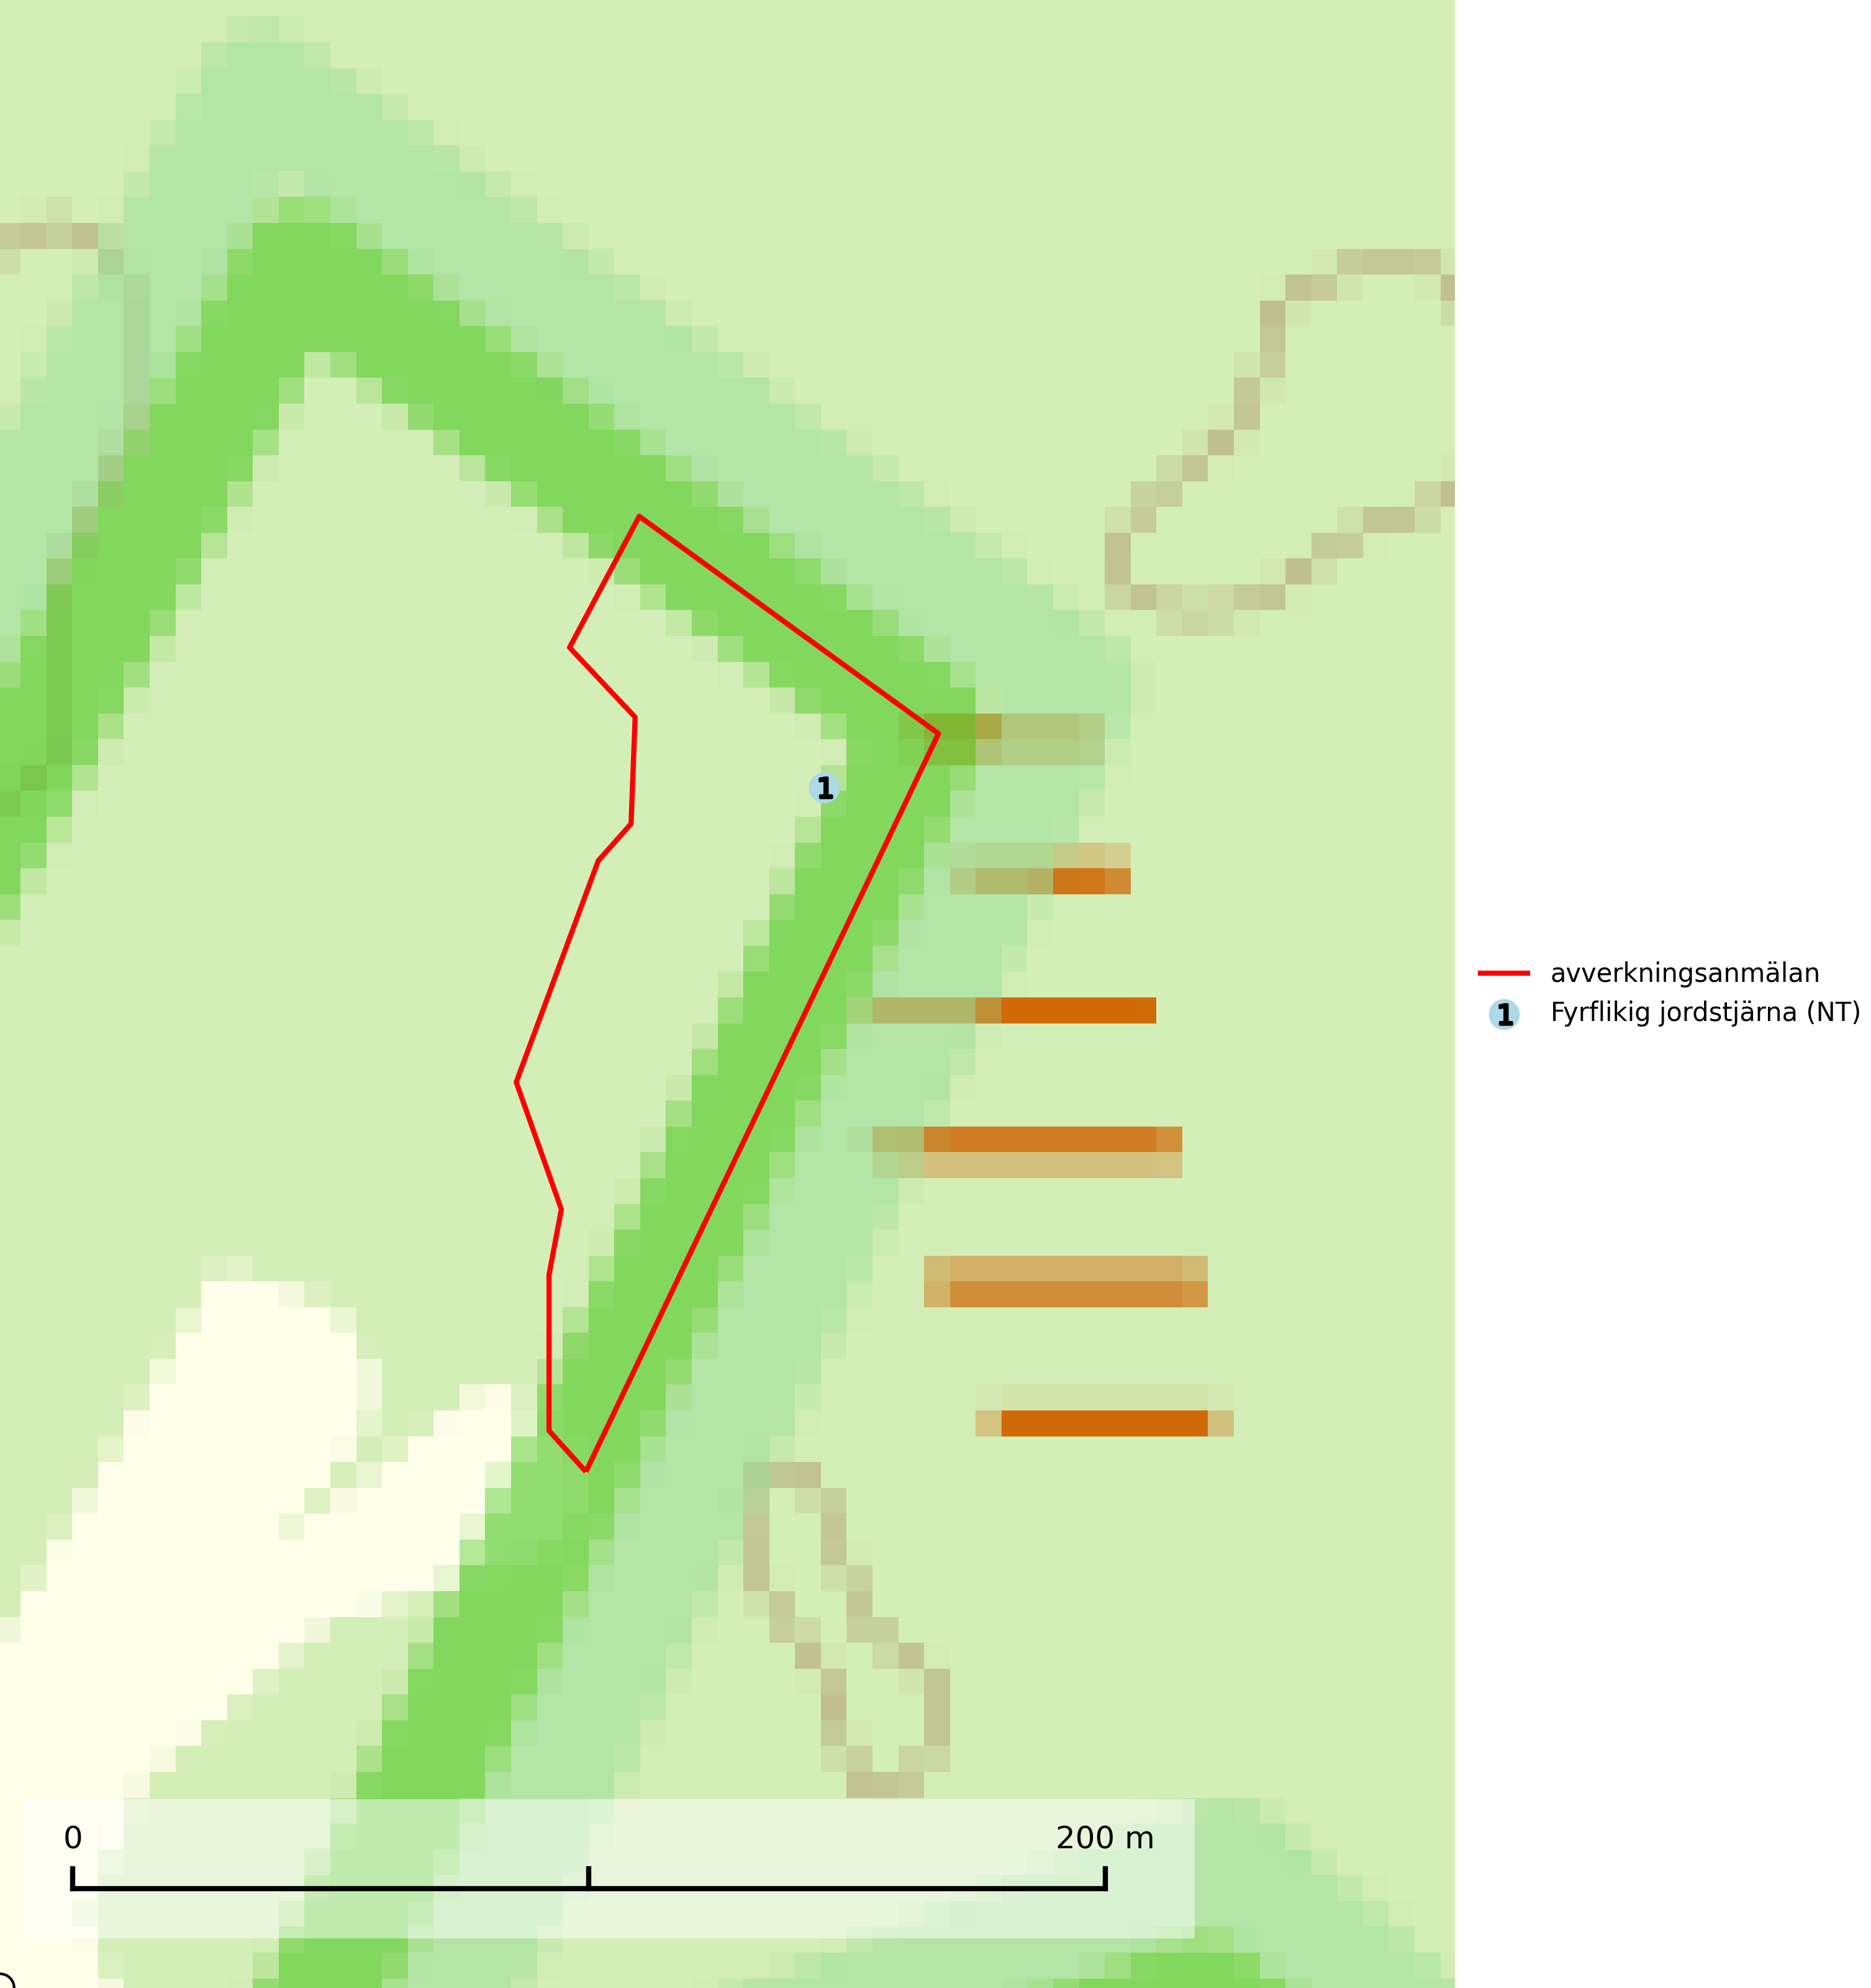 1
avverkningsanmälan
1 Fyrflikig jordstjärna (NT)
0 200 m